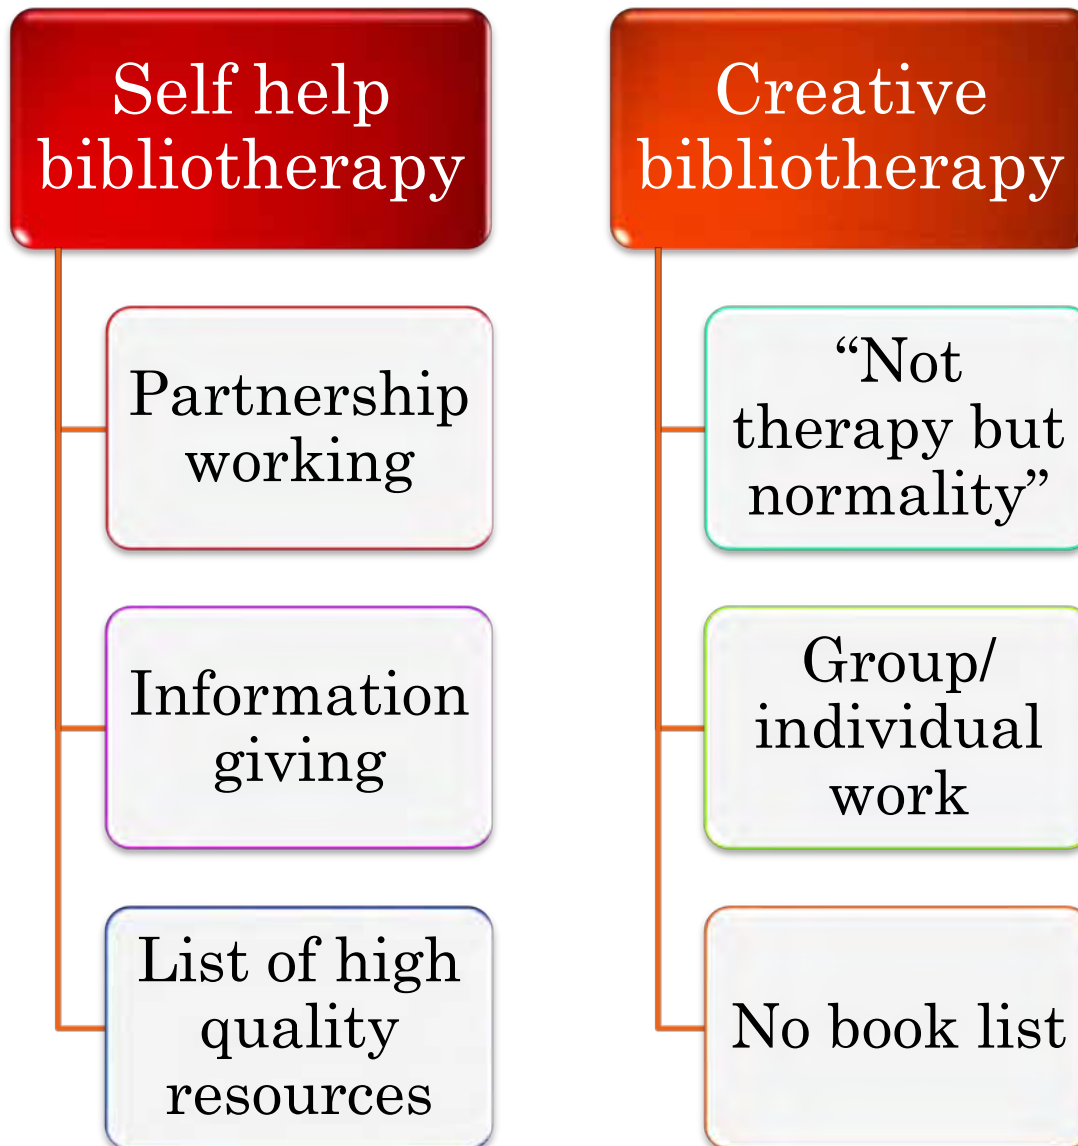 Self help
bibliotherapy
Partnership
working
Information
giving
List of high
quality
resources
Creative
bibliotherapy
“Not
therapy but
normality”
Group/
individual
work
No book list